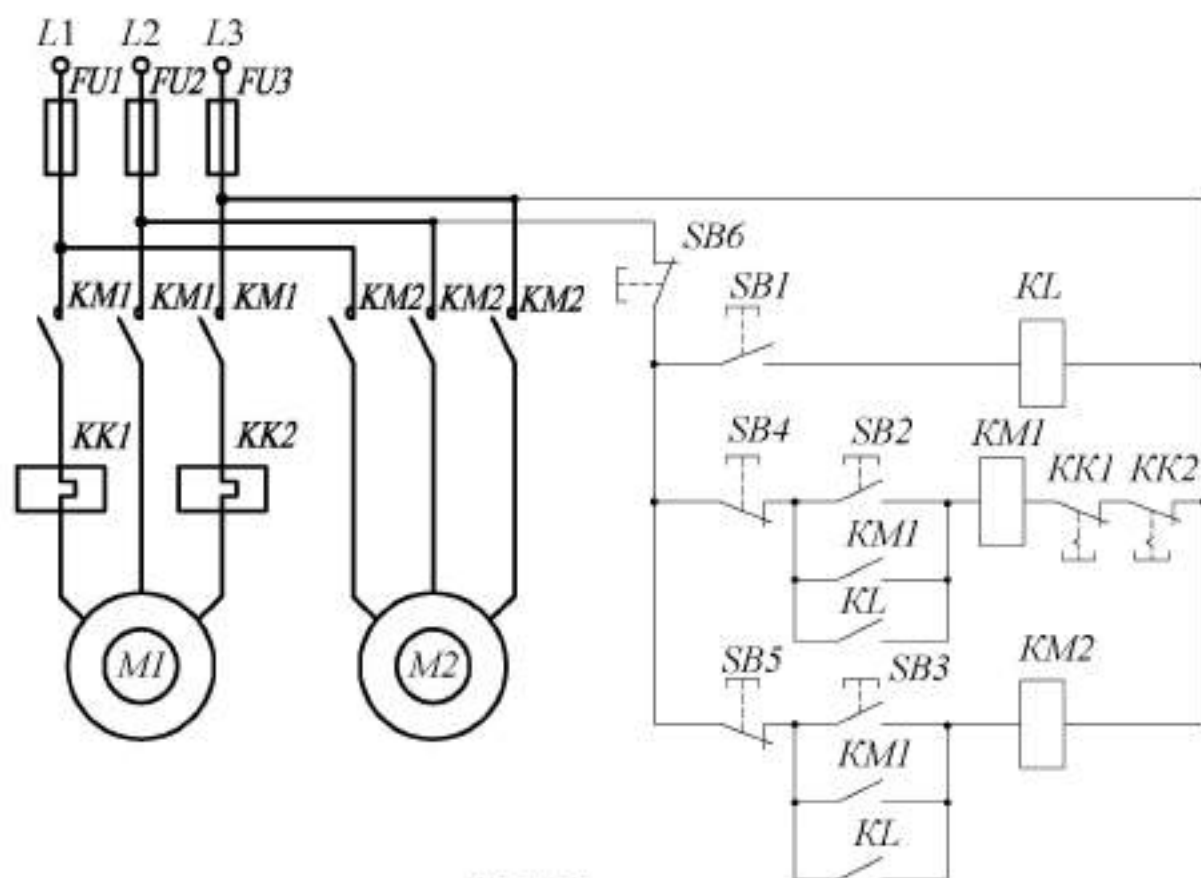 L1 L2 L3
FU1 FU2 FU3
SB6
KM1 KM1 KM1 KM2 KM2 KM2
SB1 KL
KK1 KK2
SB4 SB2 KM1 KK1 KK2
KM1
KL
M1 M2
SB5 SB3 KM2
KM1
KL